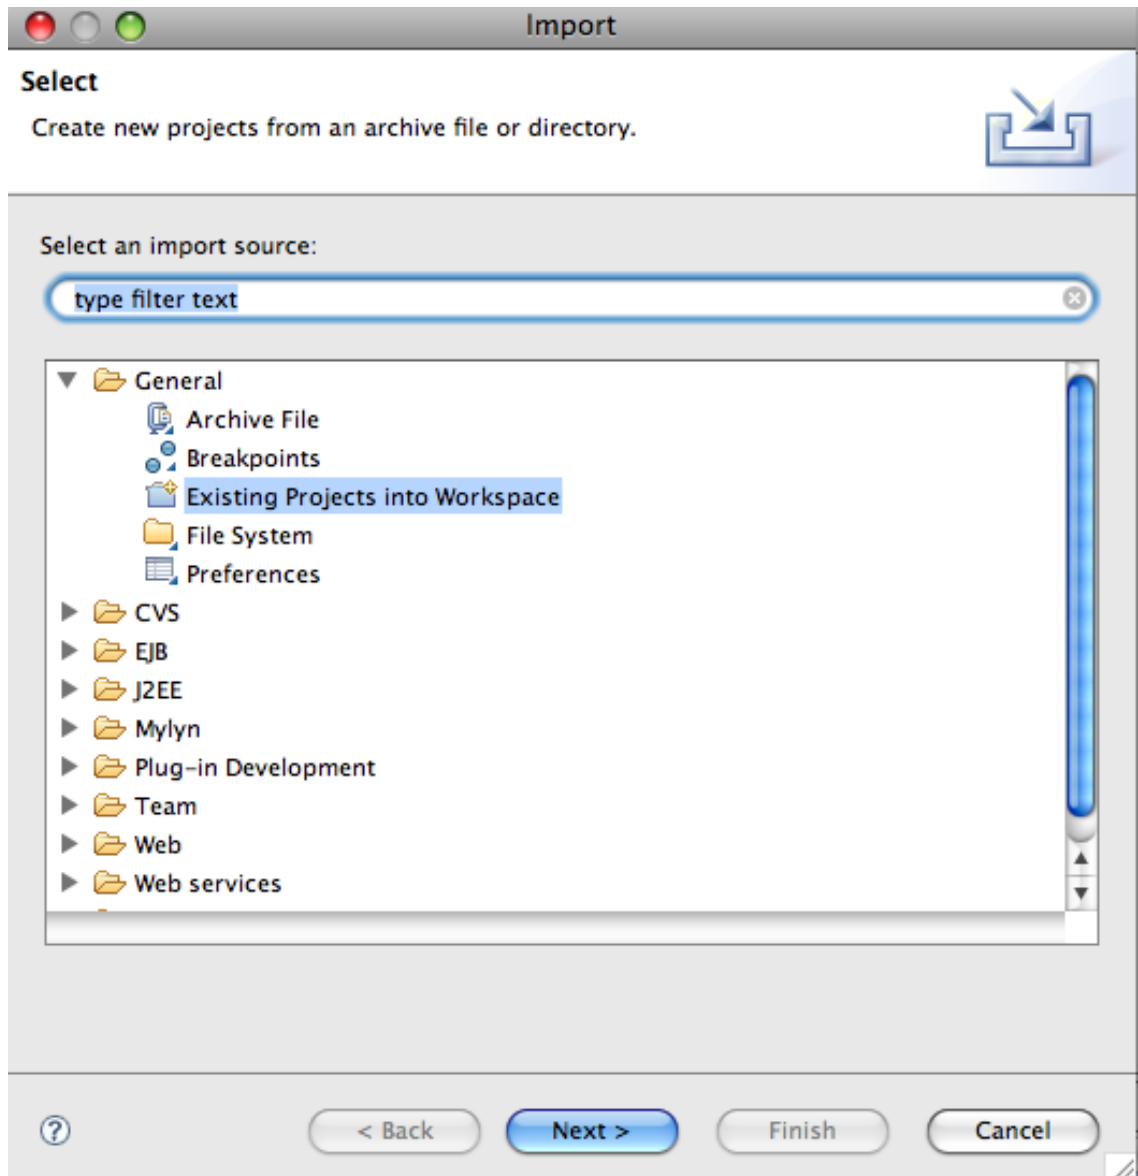 Import
Select
Create new projects from an archive file or directory.
Select an import source:
type filter text
General
Archive File
Breakpoints
Existing Projects into Workspace
File System
Preferences
CVS
EJB
J2EE
Mylyn
Plug-in Development
Team
Web
Web services
? < Back Next > Finish Cancel